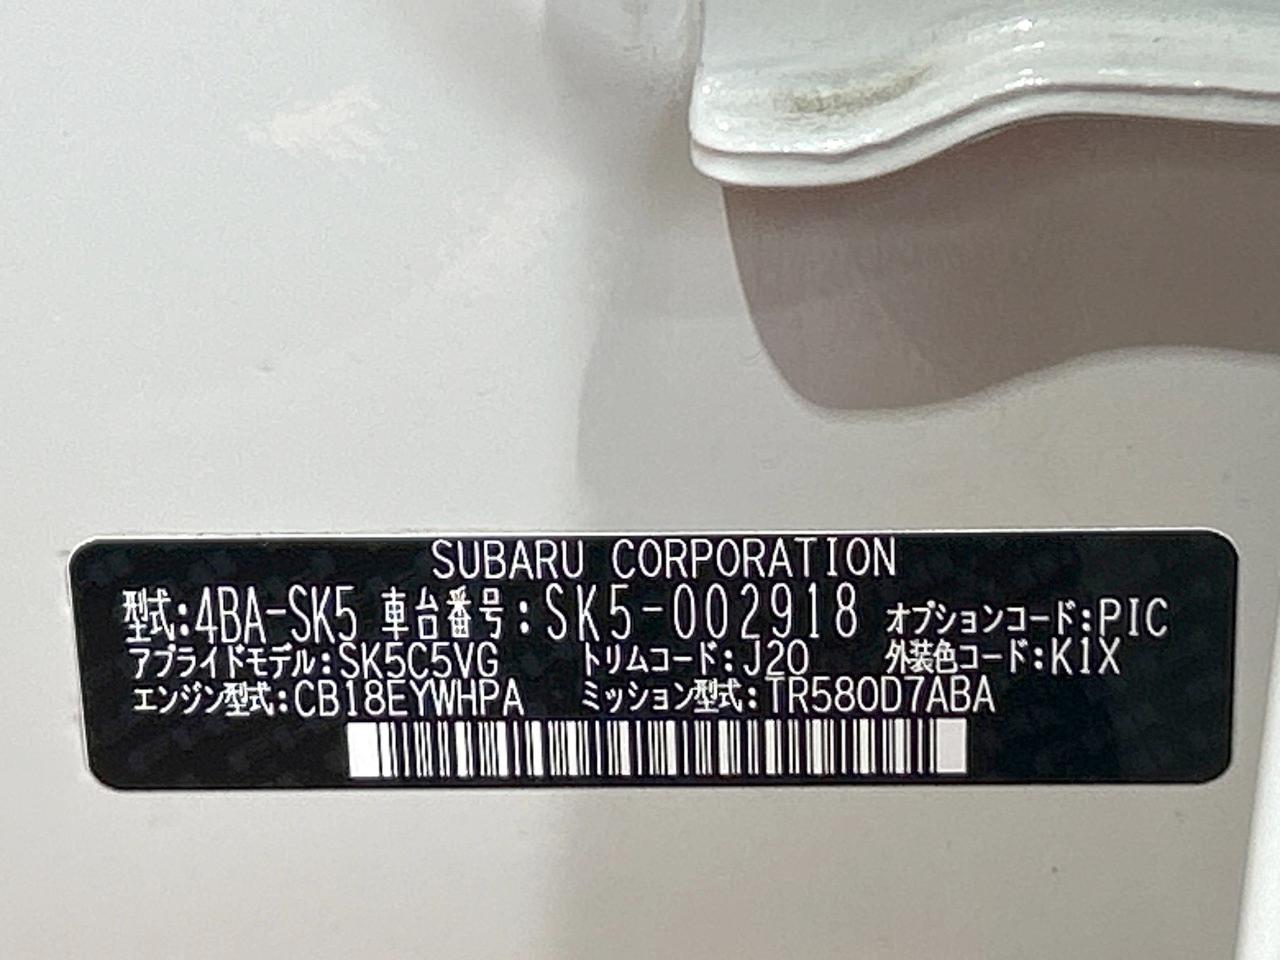 SUBARU CORPORATION
型式:4BA-SK5 車台番号:SK5-002918 オプションコード:PIC
アプライドモデル:SK5C5VG トリムコード:J20 外装色コード:K1X
エンジン型式:CB18EYWHPA ミッション型式:TR580D7ABA